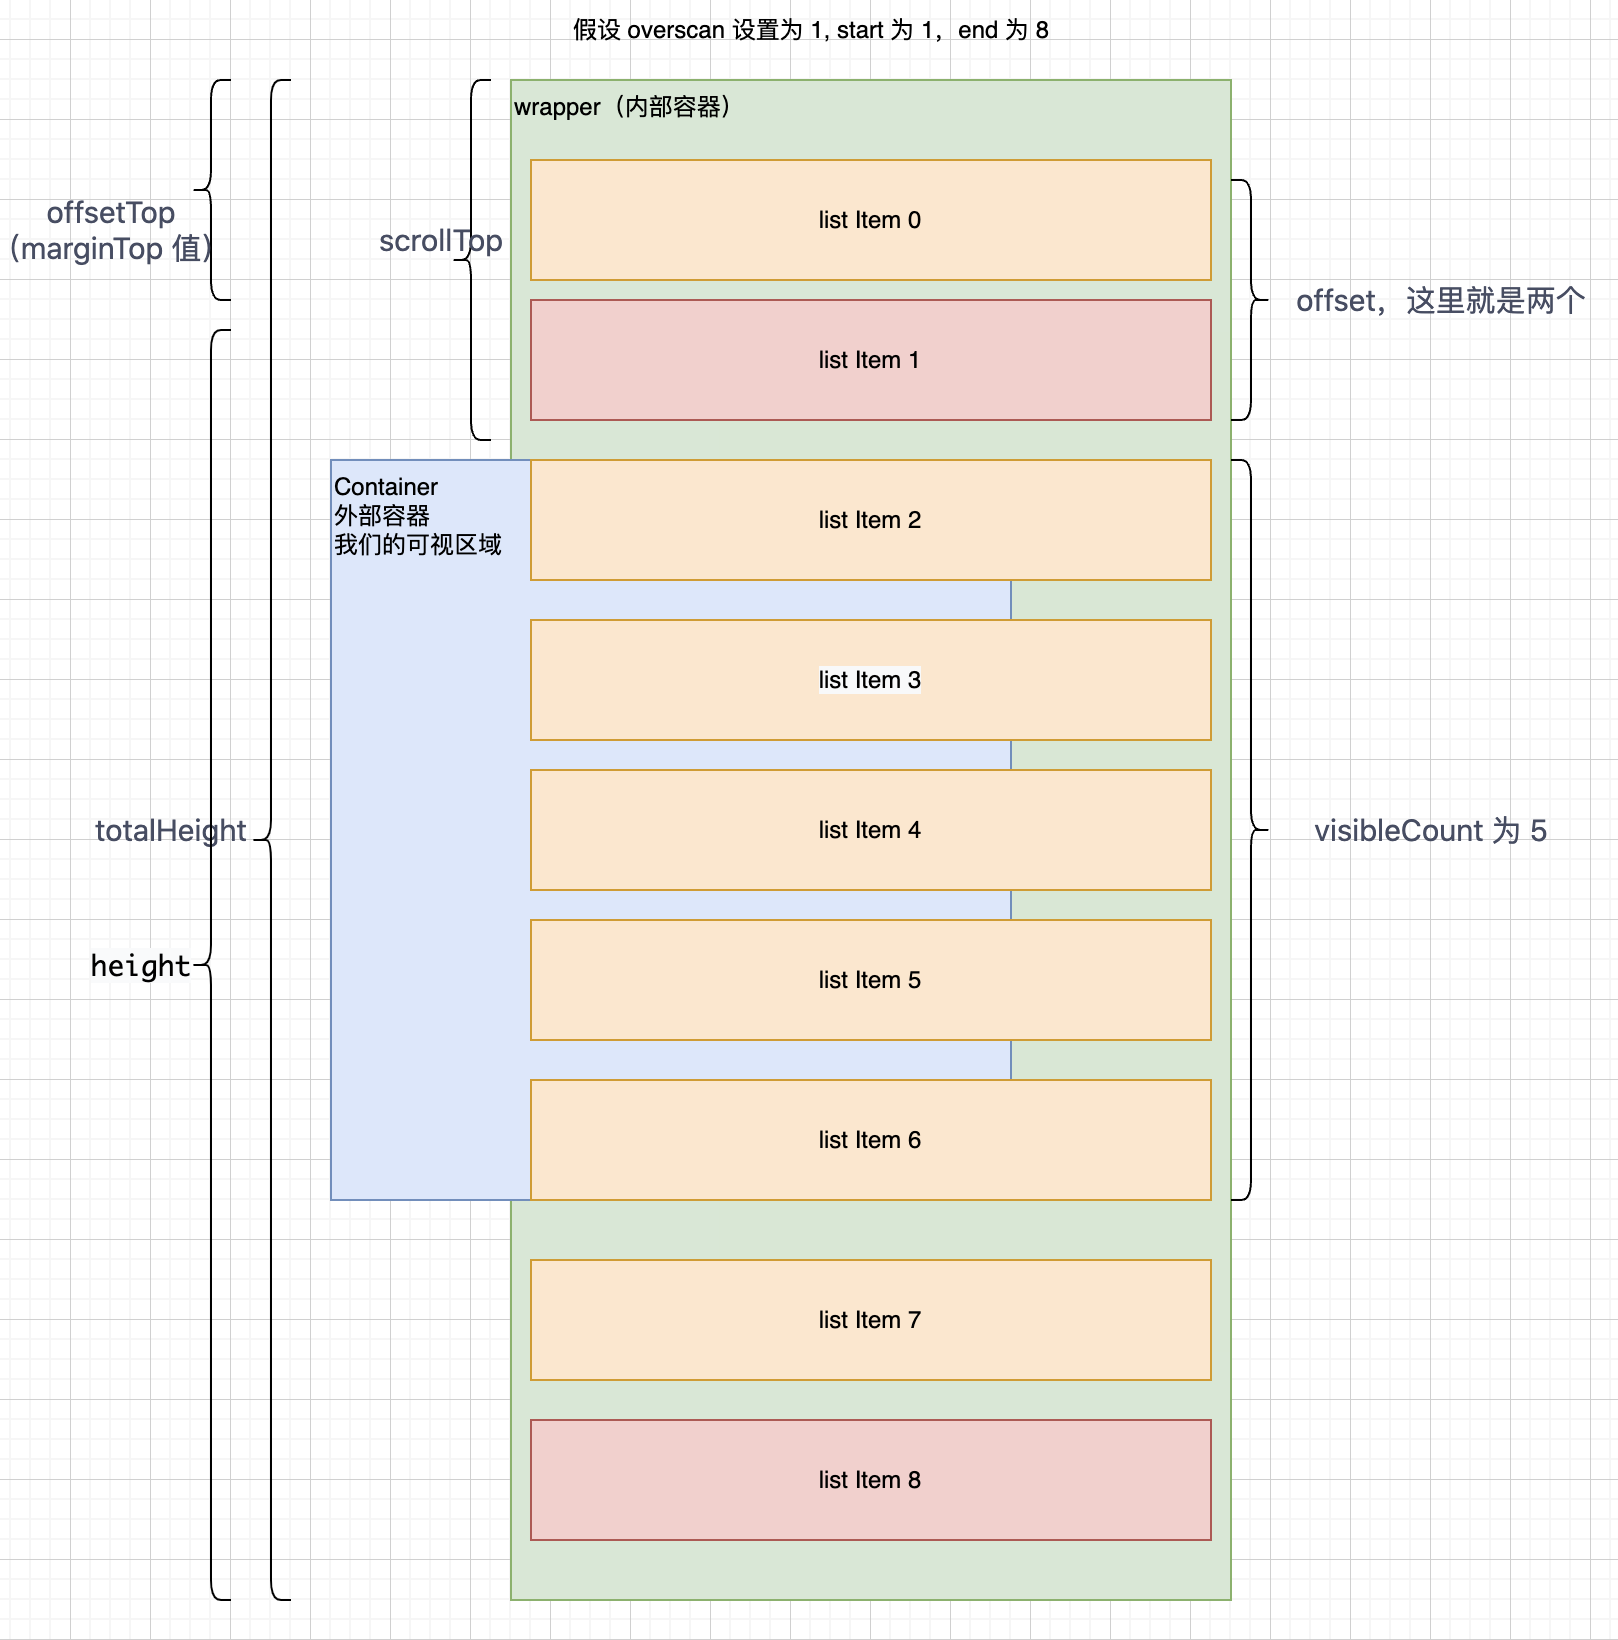 假设 overscan 设置为 1, start 为 1，end 为 8
wrapper（内部容器）
list Item 0
offsetTop
(marginTop 值)
scrollTop
offset，这里就是两个
list Item 1
Container
外部容器
我们的可视区域
list Item 2
list Item 3
totalHeight
list Item 4
visibleCount 为 5
height
list Item 5
list Item 6
list Item 7
list Item 8